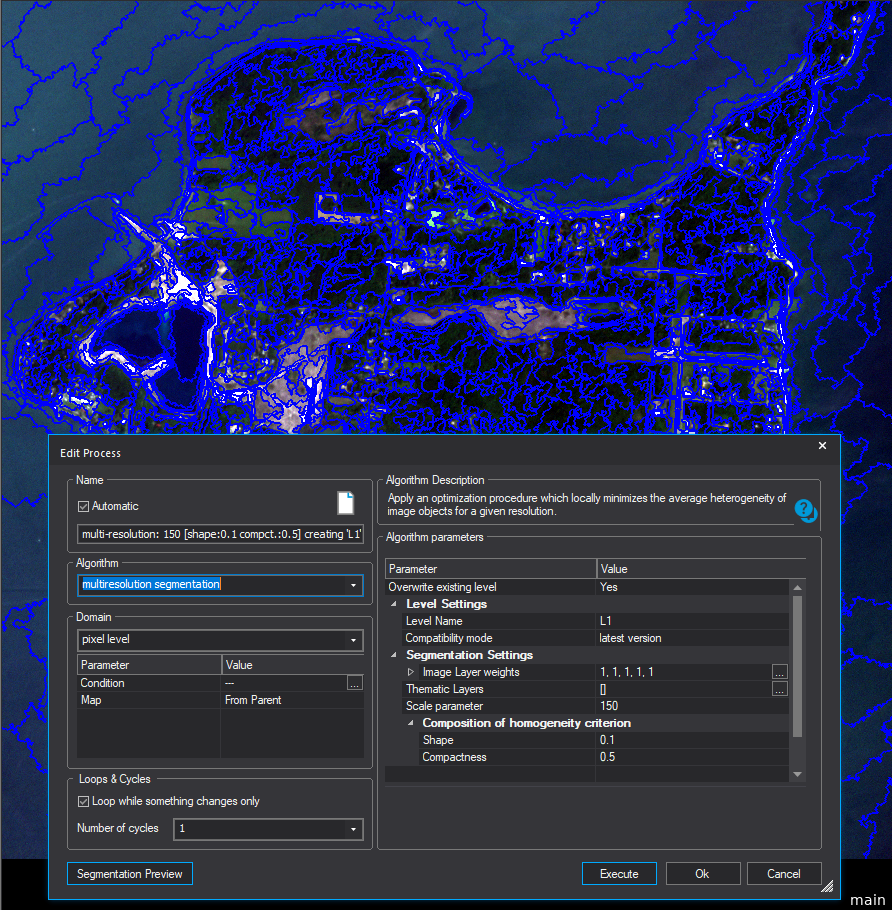 Edit Process
Name
Automatic
multi-resolution: 150 [shape:0.1 compct.:0.5] creating 'L1'
Algorithm
multiresolution segmentation
Domain
pixel level
Parameter Value
Condition ---
...
Map From Parent
Loops & Cycles
Loop while something changes only
Number of cycles 1
Segmentation Preview
Algorithm Description
Apply an optimization procedure which locally minimizes the average heterogeneity of
image objects for a given resolution.
?
Algorithm parameters
Parameter Value
Overwrite existing level Yes
Level Settings
Level Name L1
Compatibility mode latest version
Segmentation Settings
Image Layer weights 1, 1, 1, 1, 1
...
Thematic Layers []
...
Scale parameter 150
Composition of homogeneity criterion
Shape 0.1
Compactness 0.5
Execute Ok Cancel
main